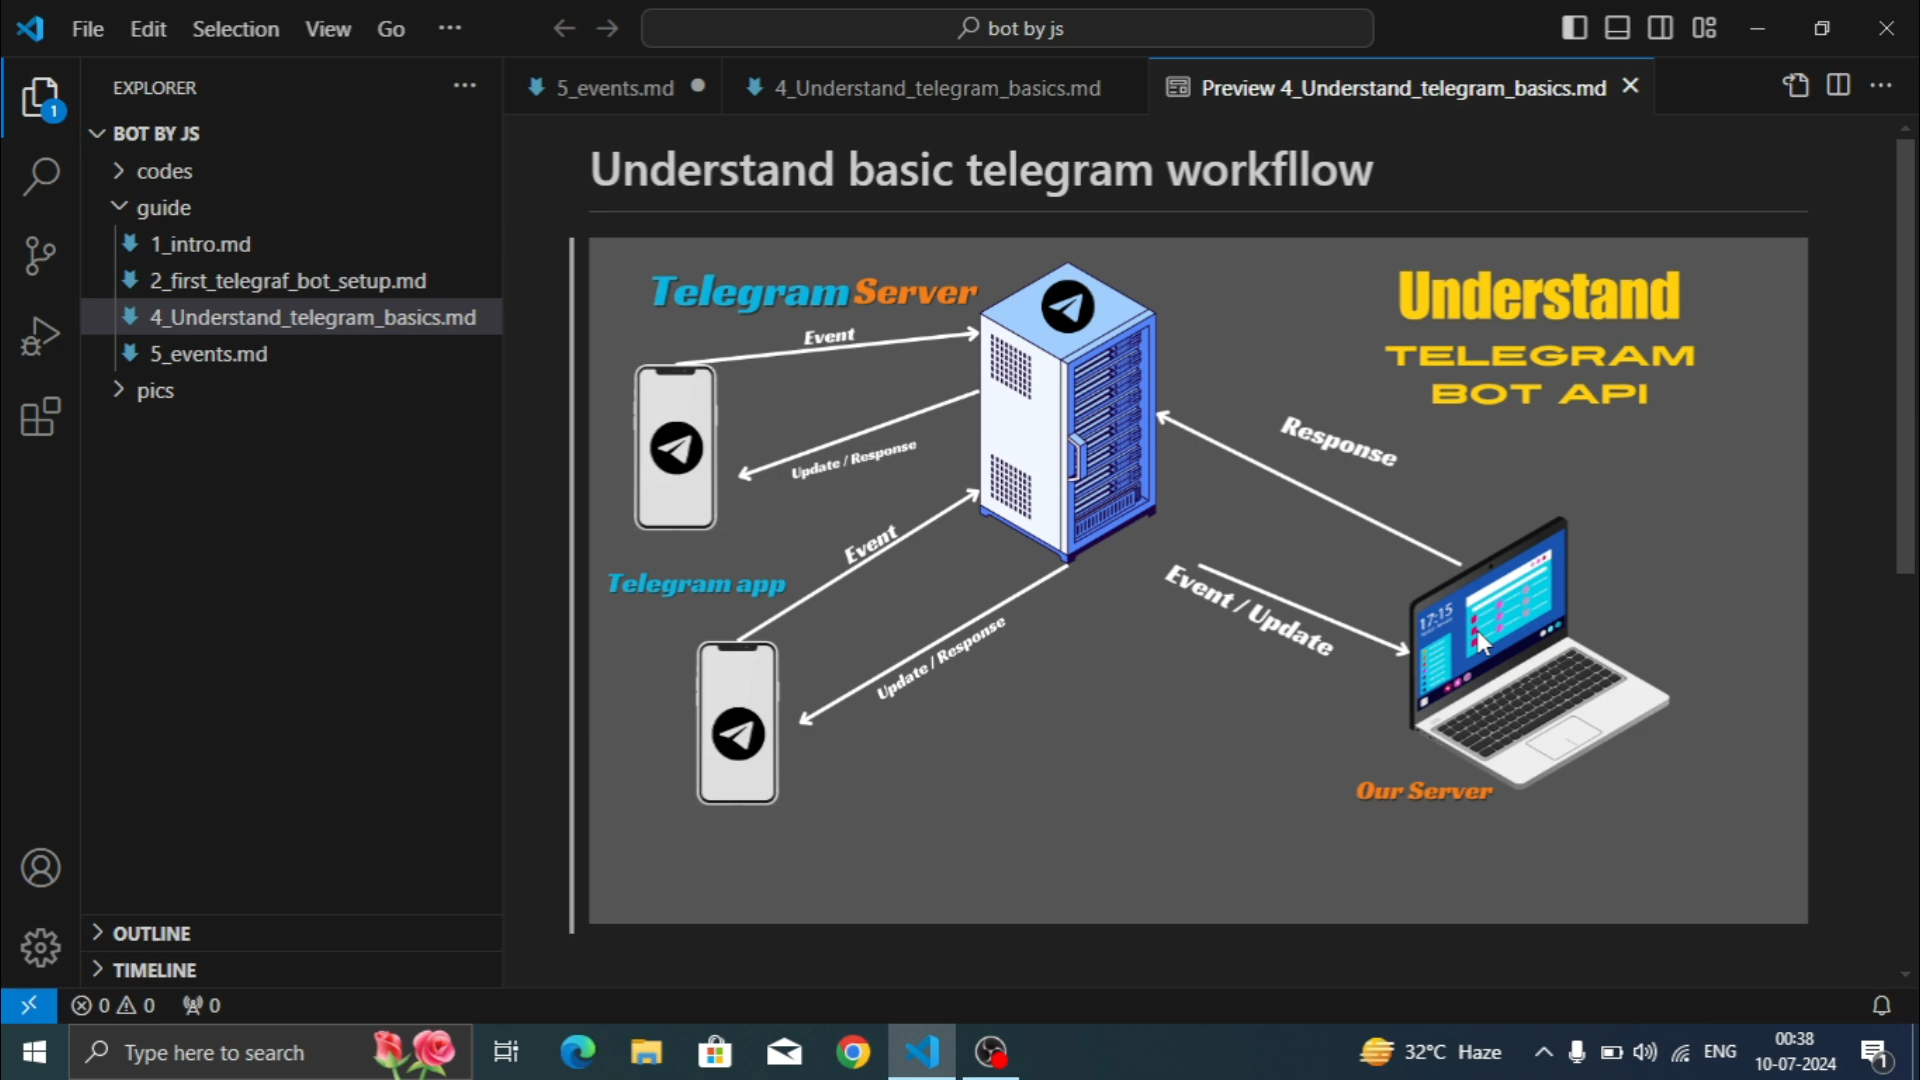 File Edit Selection View Go ···
bot by js
EXPLORER
1
BOT BY JS
codes
guide
1_intro.md
2_first_telegraf_bot_setup.md
4_Understand_telegram_basics.md
5_events.md
pics
OUTLINE
TIMELINE
5_events.md
4_Understand_telegram_basics.md
Preview 4_Understand_telegram_basics.md
Understand basic telegram workfllow
Telegram Server
Understand
TELEGRAM
BOT API
Event
Update / Response
Response
Event
Telegram app
Event / Update
Update / Response
17:15
Our Server
0 0 0
Type here to search
32°C Haze
ENG
00:38
10-07-2024
1